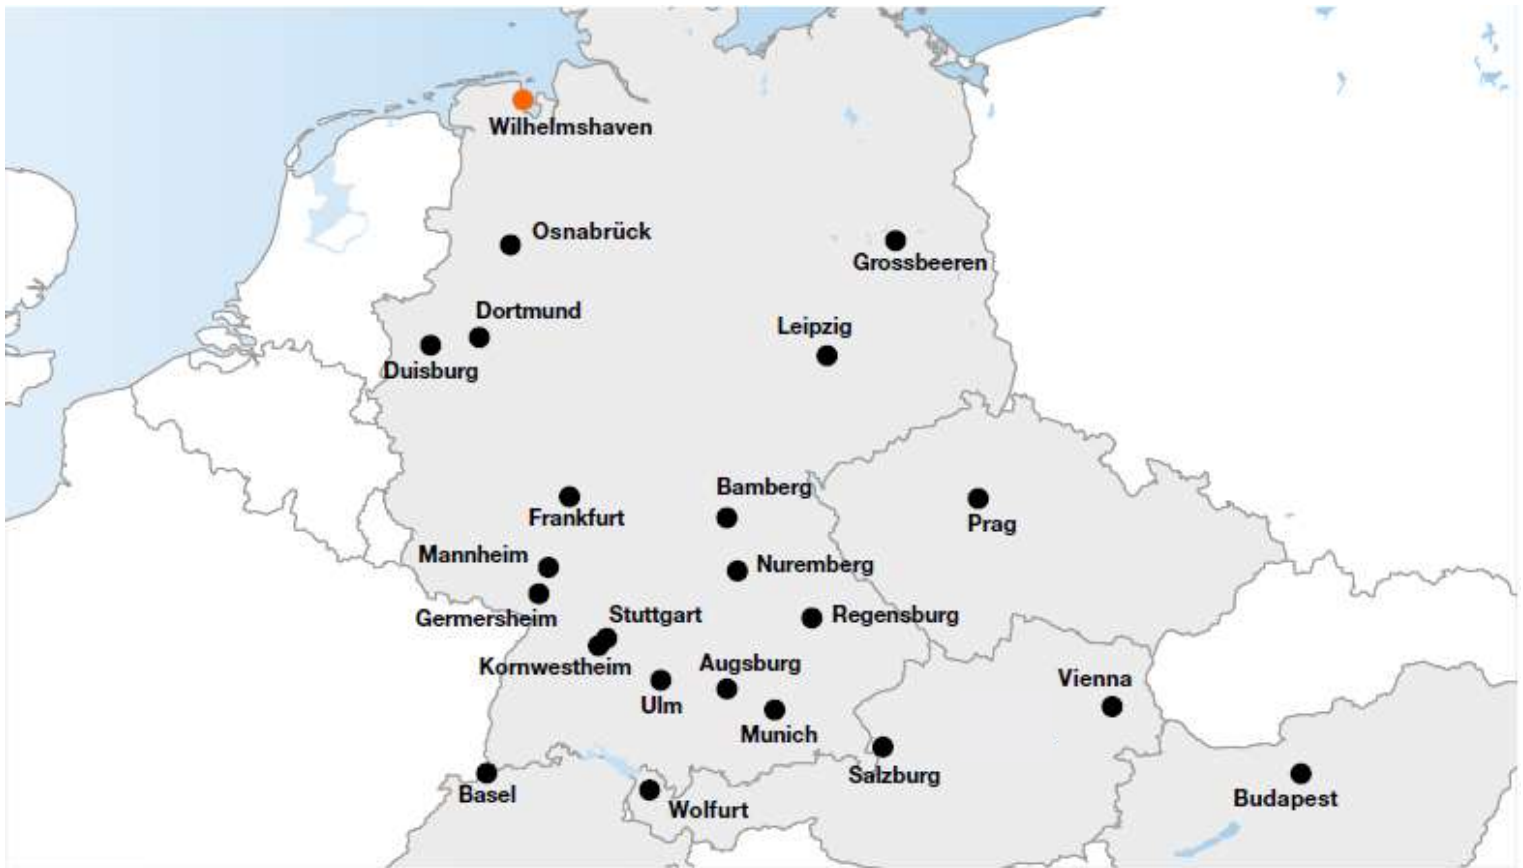 Wilhelmshaven
Osnabrück
Grossbeeren
Dortmund
Leipzig
Duisburg
Bamberg
Frankfurt
Prag
Mannheim
Nuremberg
Germersheim
Stuttgart
Regensburg
Kornwestheim
Augsburg
Vienna
Ulm
Munich
Salzburg
Basel
Budapest
Wolfurt